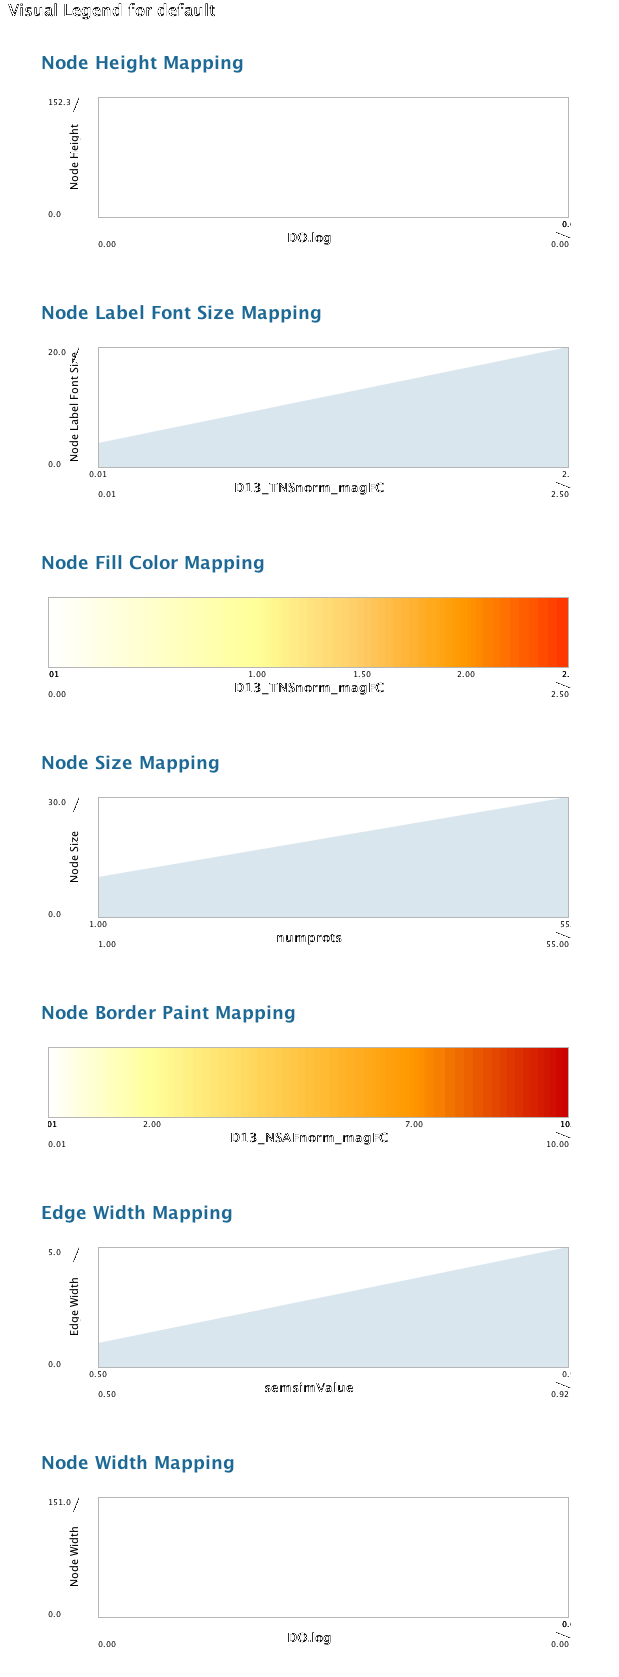 Visual Legend for default
Node Height Mapping
152.3
Node Height
0.0
0.
DO.log
0.00 0.00
Node Label Font Size Mapping
20.0
Node Label Font Size
0.0
0.01 2.
D13_TNSnorm_magFC
0.01 2.50
Node Fill Color Mapping
01 1.00 1.50 2.00 2.
D13_TNSnorm_magFC
0.00 2.50
Node Size Mapping
30.0
Node Size
0.0
1.00 55
numprots
1.00 55.00
Node Border Paint Mapping
01 2.00 7.00 10
D13_NSAFnorm_magFC
0.01 10.00
Edge Width Mapping
5.0
Edge Width
0.0
0.50 0.
semsimValue
0.50 0.92
Node Width Mapping
151.0
Node Width
0.0
0.
DO.log
0.00 0.00